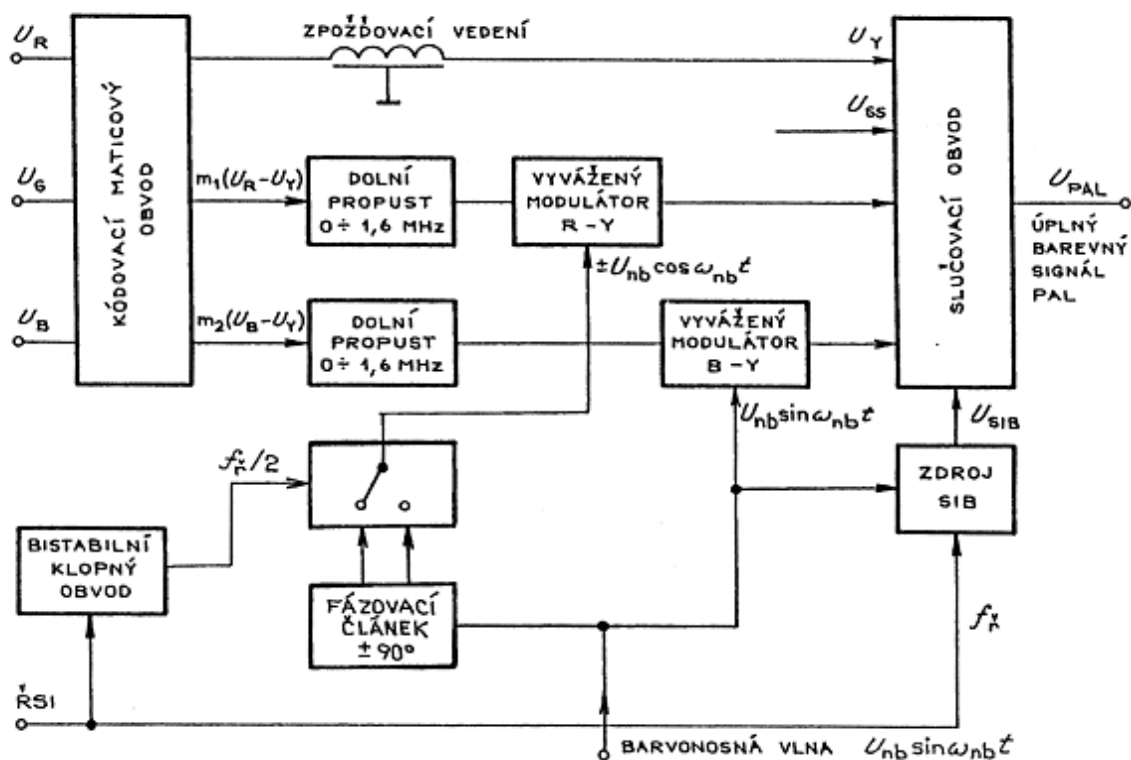 U_R
ZPOŽĎOVACÍ VEDENÍ
U_Y
KÓDOVACÍ MATICOVÝ
OBVOD
U_GS
SLUČOVACÍ OBVOD
U_G
m₁(U_R-U_Y)
DOLNÍ
PROPUST
0÷1,6 MHz
VYVÁŽENÝ
MODULÁTOR
R-Y
U_PAL
ÚPLNÝ
BAREVNÝ
SIGNÁL
PAL
±U_nb cos ω_nb t
U_B
m₂(U_B-U_Y)
DOLNÍ
PROPUST
0÷1,6 MHz
VYVÁŽENÝ
MODULÁTOR
B-Y
U_nb sin ω_nb t
U_SIB
f_ř/2
ZDROJ
SIB
BISTABILNÍ
KLOPNÝ
OBVOD
FÁZOVACÍ
ČLÁNEK
±90°
f_ř
ŘSI
BARVONOSNÁ VLNA U_nb sin ω_nb t